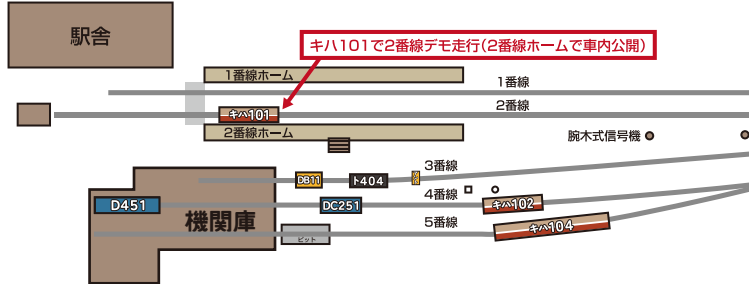 駅舎
キハ101で2番線デモ走行(2番線ホームで車内公開)
1番線ホーム
1番線
2番線
キハ101
2番線ホーム
腕木式信号機
3番線
DB11
ト404
4番線
D451
DC251
キハ102
機関庫
5番線
キハ104
ピット